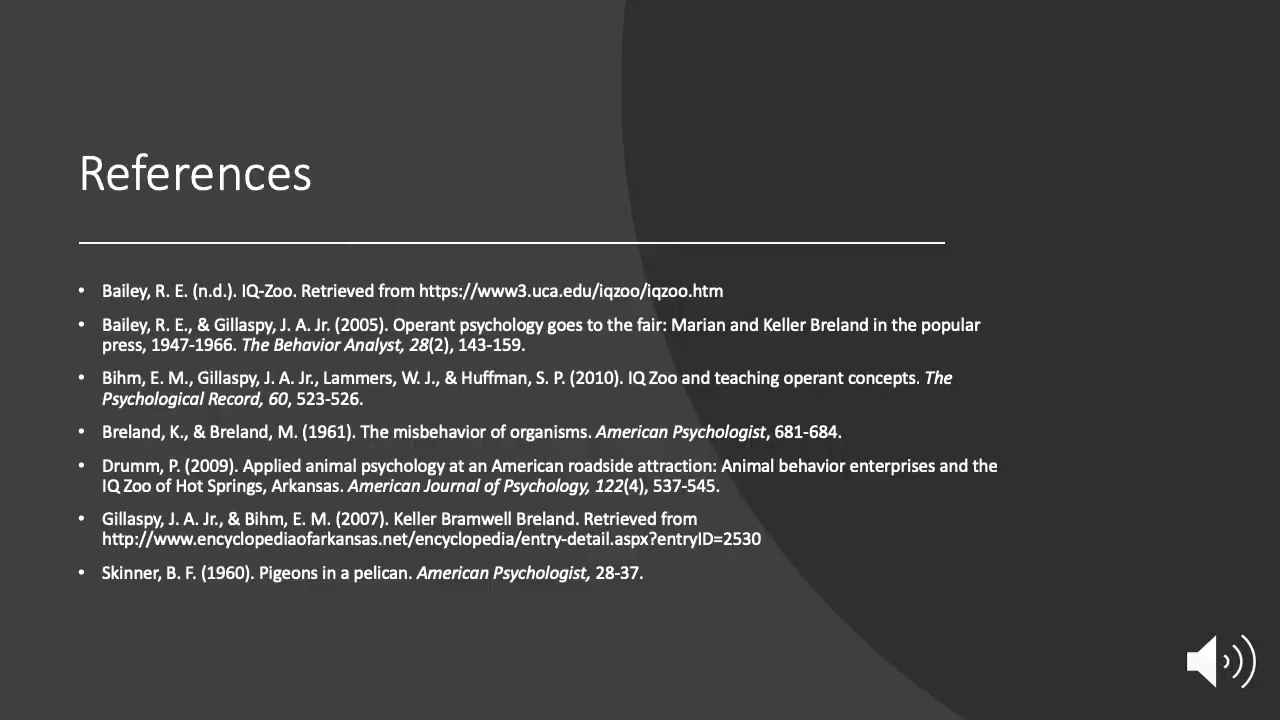 References
• Bailey, R. E. (n.d.). IQ-Zoo. Retrieved from https://www3.uca.edu/iqzoo/iqzoo.htm
• Bailey, R. E., & Gillaspy, J. A. Jr. (2005). Operant psychology goes to the fair: Marian and Keller Breland in the popular
press, 1947-1966. The Behavior Analyst, 28(2), 143-159.
• Bihm, E. M., Gillaspy, J. A. Jr., Lammers, W. J., & Huffman, S. P. (2010). IQ Zoo and teaching operant concepts. The
Psychological Record, 60, 523-526.
• Breland, K., & Breland, M. (1961). The misbehavior of organisms. American Psychologist, 681-684.
• Drumm, P. (2009). Applied animal psychology at an American roadside attraction: Animal behavior enterprises and the
IQ Zoo of Hot Springs, Arkansas. American Journal of Psychology, 122(4), 537-545.
• Gillaspy, J. A. Jr., & Bihm, E. M. (2007). Keller Bramwell Breland. Retrieved from
http://www.encyclopediaofarkansas.net/encyclopedia/entry-detail.aspx?entryID=2530
• Skinner, B. F. (1960). Pigeons in a pelican. American Psychologist, 28-37.